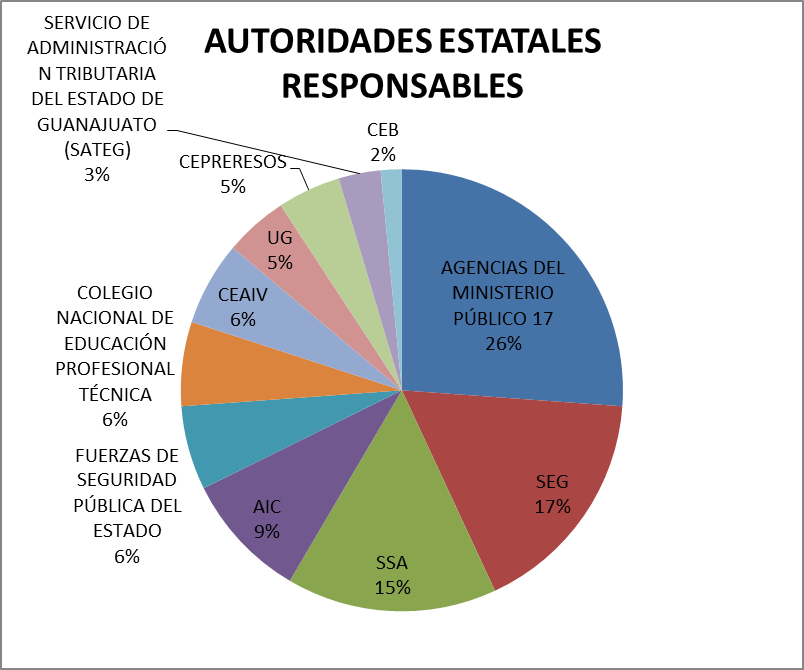 AUTORIDADES ESTATALES
RESPONSABLES
SERVICIO DE
ADMINISTRACIÓ
N TRIBUTARIA
DEL ESTADO DE
GUANAJUATO
(SATEG)
3%
CEB
2%
CEPRERESOS
5%
UG
5%
CEAIV
6%
AGENCIAS DEL
MINISTERIO
PÚBLICO 17
26%
COLEGIO
NACIONAL DE
EDUCACIÓN
PROFESIONAL
TÉCNICA
6%
FUERZAS DE
SEGURIDAD
PÚBLICA DEL
ESTADO
6%
AIC
9%
SSA
15%
SEG
17%